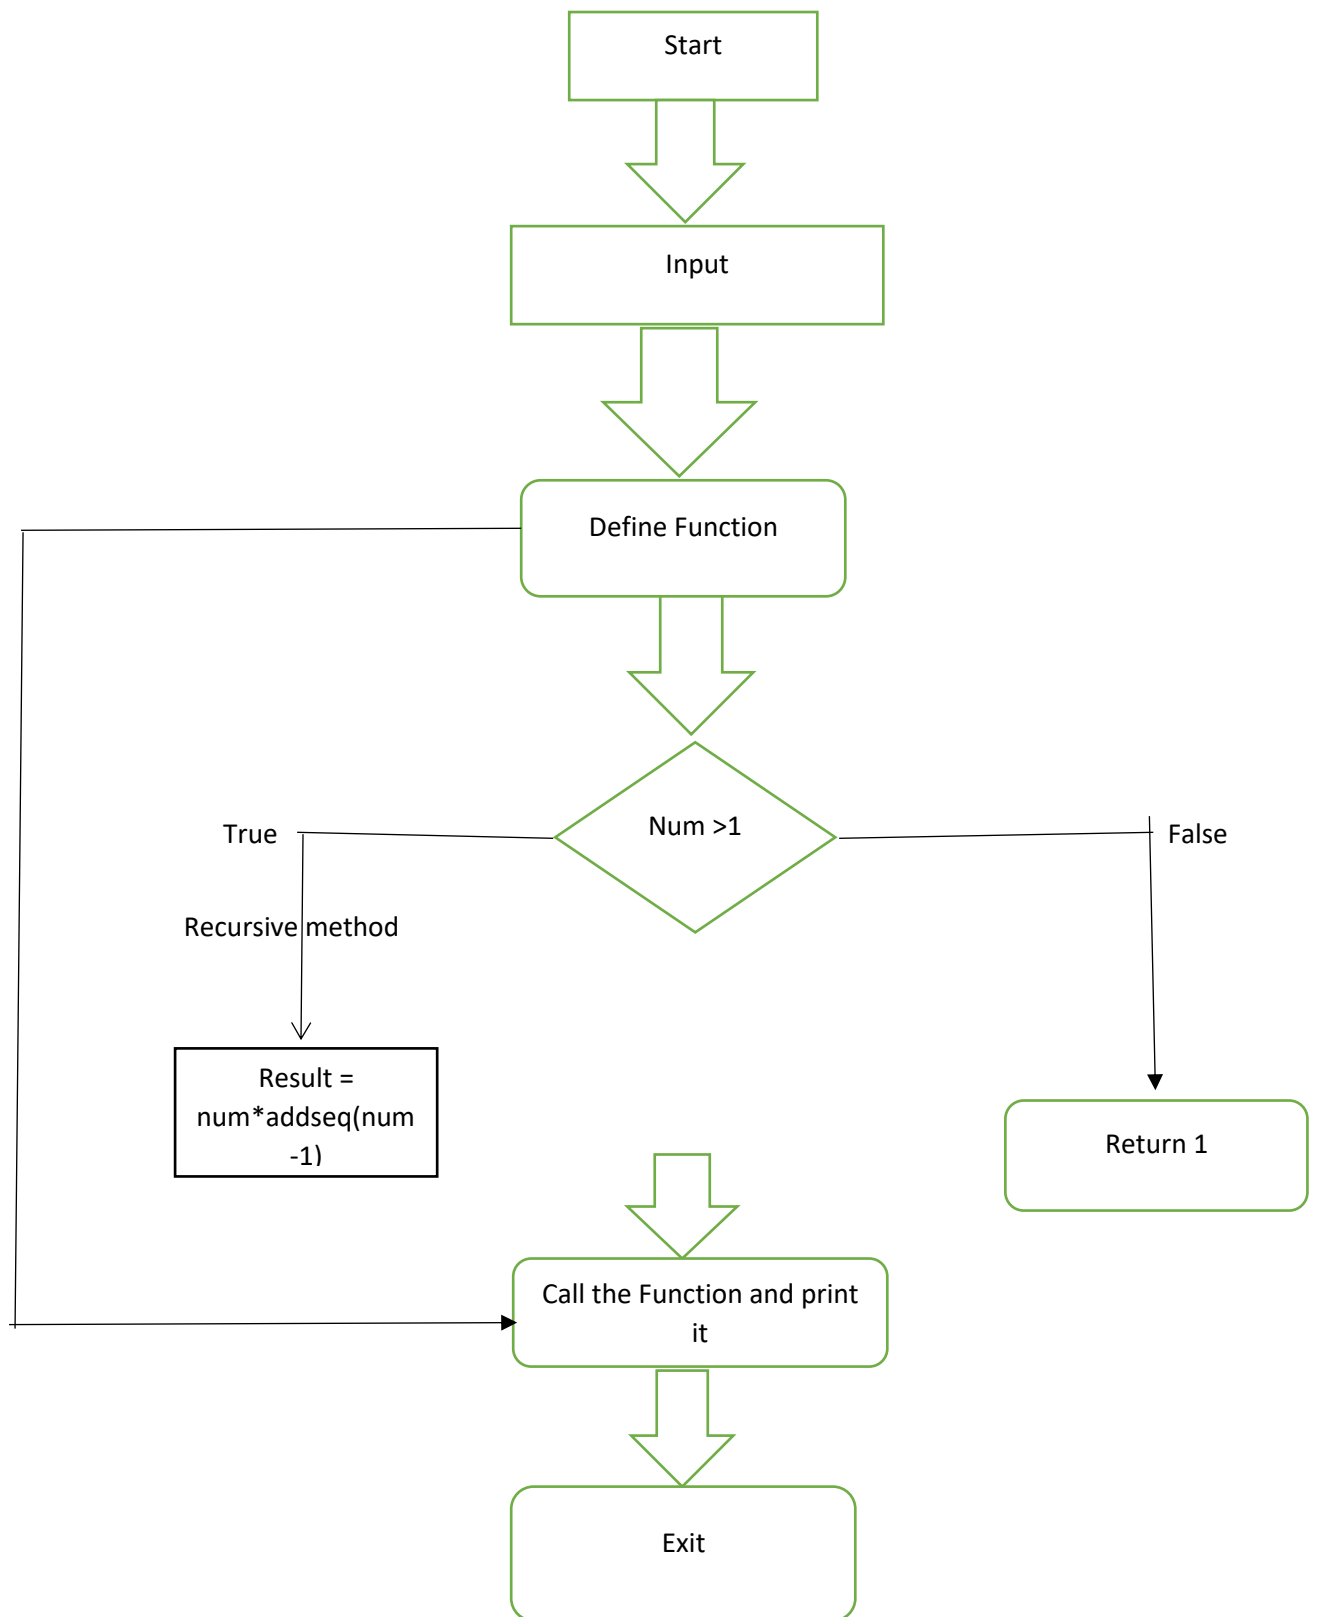 Start
Input
Define Function
Num >1
True
False
Recursive method
Result =
num*addseq(num
-1)
Return 1
Call the Function and print
it
Exit